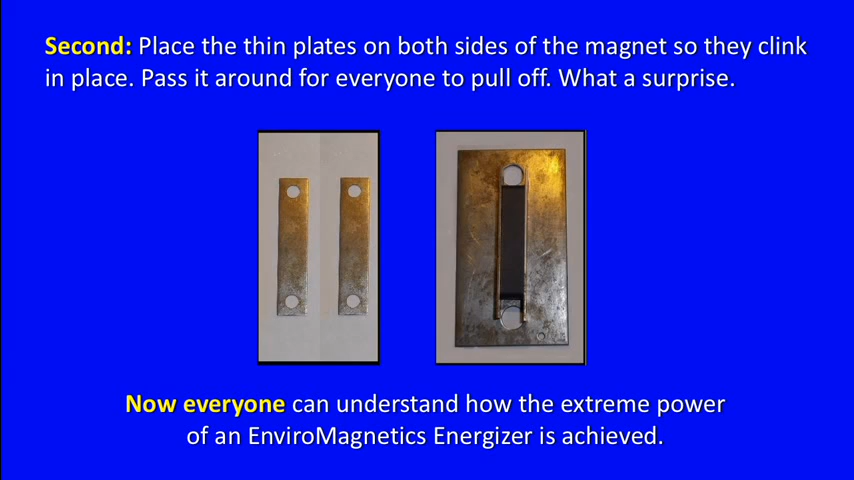 Second: Place the thin plates on both sides of the magnet so they clink
in place. Pass it around for everyone to pull off. What a surprise.
Now everyone can understand how the extreme power
of an EnviroMagnetics Energizer is achieved.